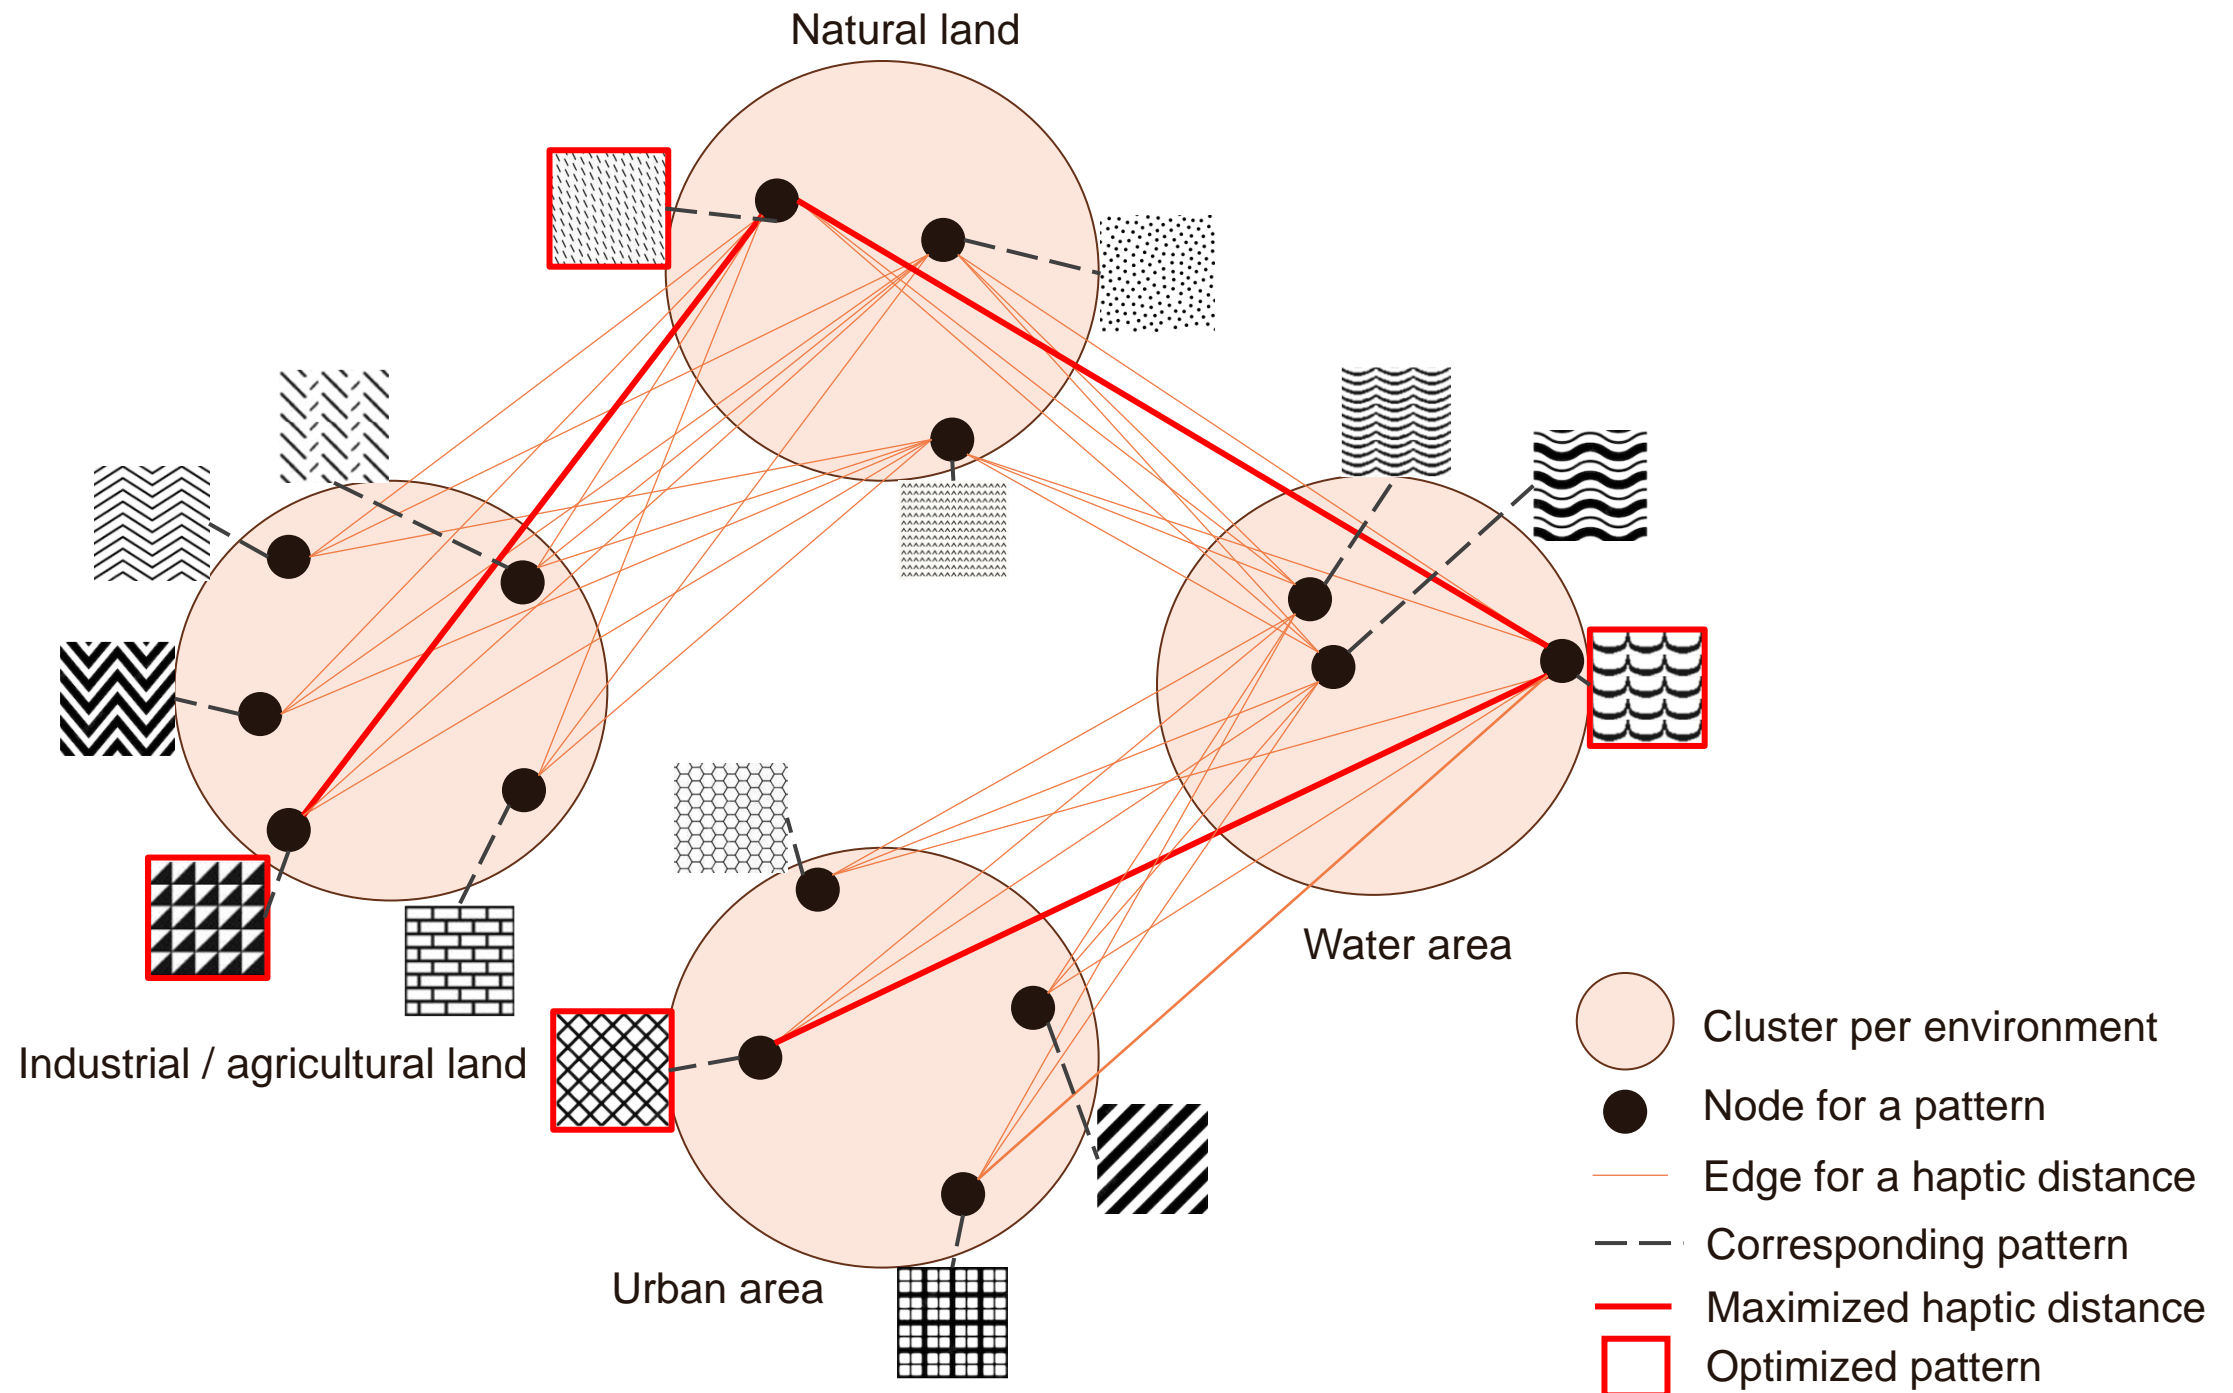 Natural land
Water area
Industrial / agricultural land
Urban area
Cluster per environment
Node for a pattern
Edge for a haptic distance
Corresponding pattern
Maximized haptic distance
Optimized pattern